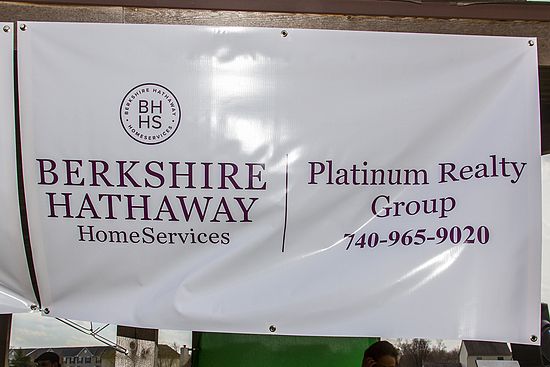 BERKSHIRE HATHAWAY
BH
HS
HOMESERVICES
BERKSHIRE
HATHAWAY
HomeServices
Platinum Realty
Group
740-965-9020